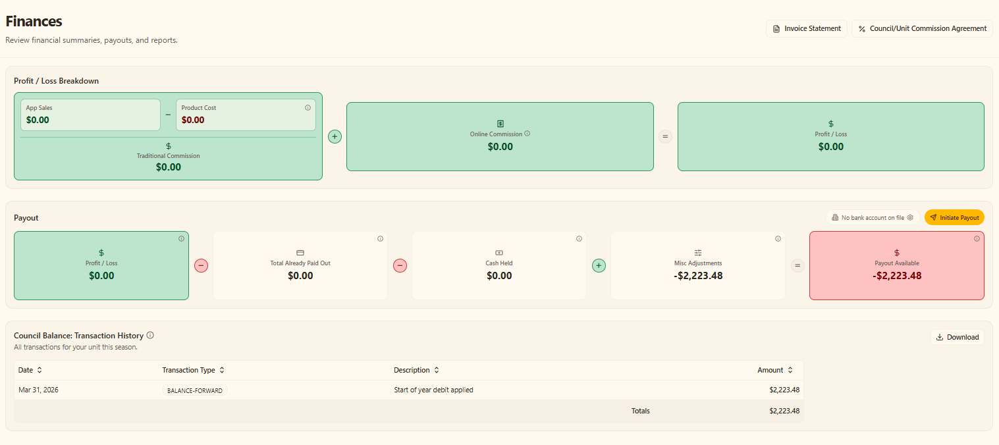 Finances
Review financial summaries, payouts, and reports.
Invoice Statement
% Council/Unit Commission Agreement
Profit / Loss Breakdown
App Sales
$0.00
−
Product Cost
$0.00
$
Traditional Commission
$0.00
+
Online Commission
$0.00
=
$
Profit / Loss
$0.00
Payout
No bank account on file
Initiate Payout
$
Profit / Loss
$0.00
−
Total Already Paid Out
$0.00
−
Cash Held
$0.00
+
Misc Adjustments
-$2,223.48
=
$
Payout Available
-$2,223.48
Council Balance: Transaction History
All transactions for your unit this season.
Download
Date Transaction Type Description Amount
Mar 31, 2026 BALANCE-FORWARD Start of year debit applied $2,223.48
Totals $2,223.48